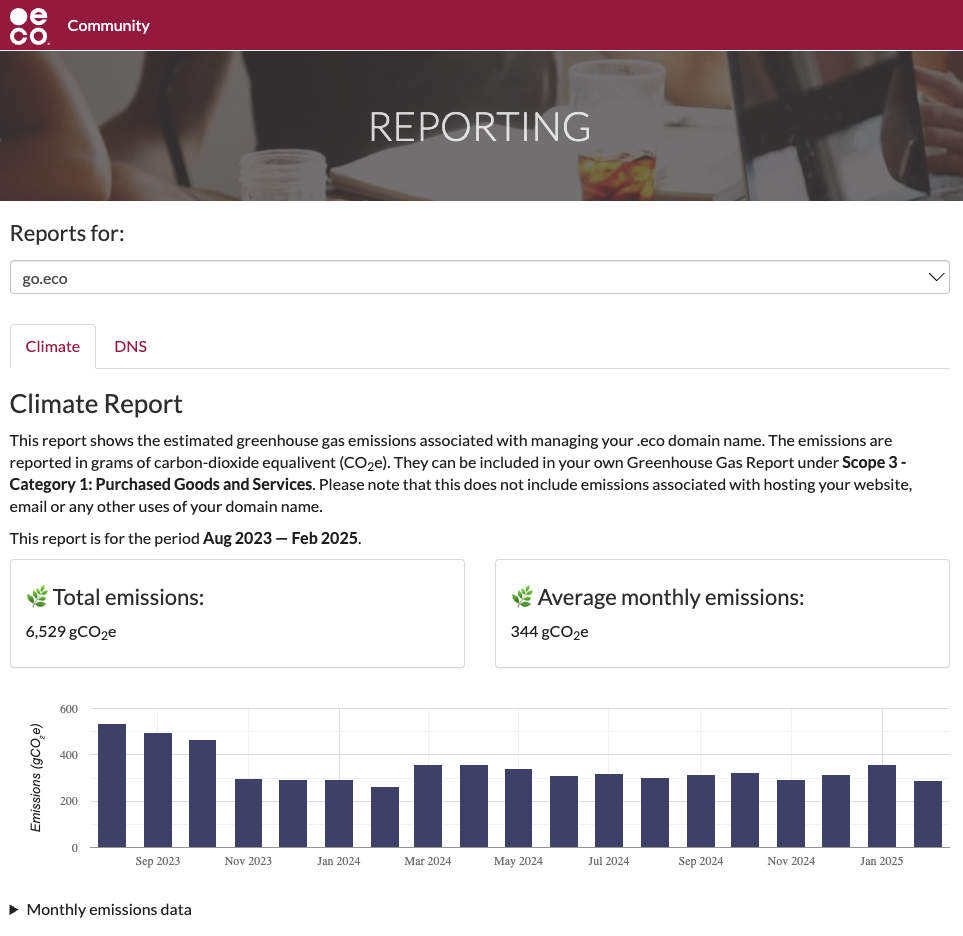 eco.
Community
REPORTING
Reports for:
go.eco
Climate
DNS
Climate Report
This report shows the estimated greenhouse gas emissions associated with managing your .eco domain name. The emissions are
reported in grams of carbon-dioxide equalivent (CO2e). They can be included in your own Greenhouse Gas Report under Scope 3 -
Category 1: Purchased Goods and Services. Please note that this does not include emissions associated with hosting your website,
email or any other uses of your domain name.
This report is for the period Aug 2023 — Feb 2025.
Total emissions:
6,529 gCO2e
Average monthly emissions:
344 gCO2e
Emissions (gCO2e)
600
400
200
0
Sep 2023
Nov 2023
Jan 2024
Mar 2024
May 2024
Jul 2024
Sep 2024
Nov 2024
Jan 2025
Monthly emissions data